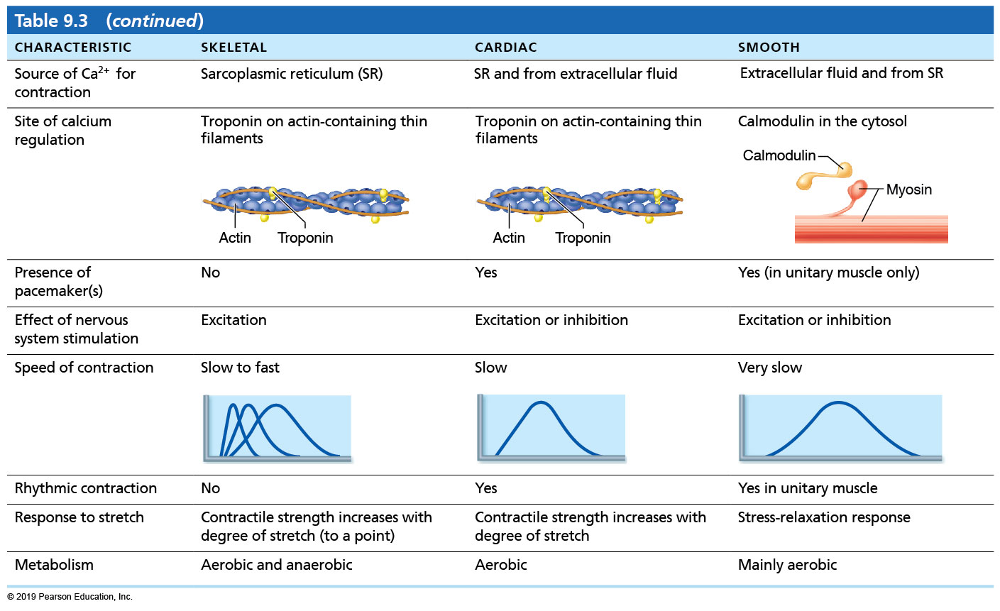 Table 9.3 (continued)
CHARACTERISTIC SKELETAL CARDIAC SMOOTH
Source of Ca2+ for contraction Sarcoplasmic reticulum (SR) SR and from extracellular fluid Extracellular fluid and from SR
Site of calcium regulation Troponin on actin-containing thin filaments Troponin on actin-containing thin filaments Calmodulin in the cytosol
Actin Troponin Actin Troponin Calmodulin Myosin
Presence of pacemaker(s) No Yes Yes (in unitary muscle only)
Effect of nervous system stimulation Excitation Excitation or inhibition Excitation or inhibition
Speed of contraction Slow to fast Slow Very slow
Rhythmic contraction No Yes Yes in unitary muscle
Response to stretch Contractile strength increases with degree of stretch (to a point) Contractile strength increases with degree of stretch Stress-relaxation response
Metabolism Aerobic and anaerobic Aerobic Mainly aerobic
© 2019 Pearson Education, Inc.